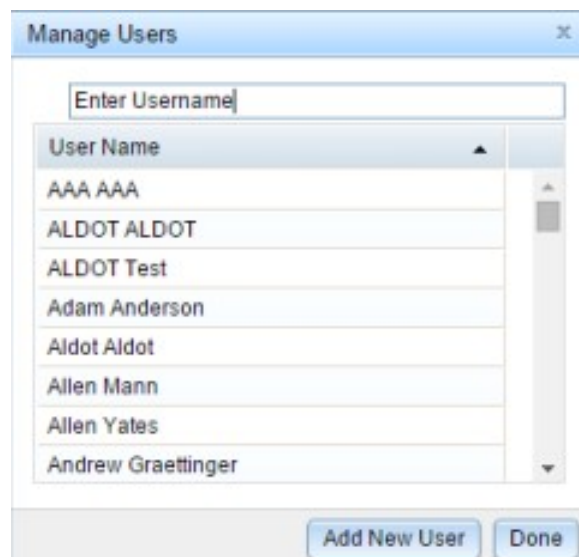 Manage Users
Enter Username
User Name
AAA AAA
ALDOT ALDOT
ALDOT Test
Adam Anderson
Aldot Aldot
Allen Mann
Allen Yates
Andrew Graettinger
Add New User Done